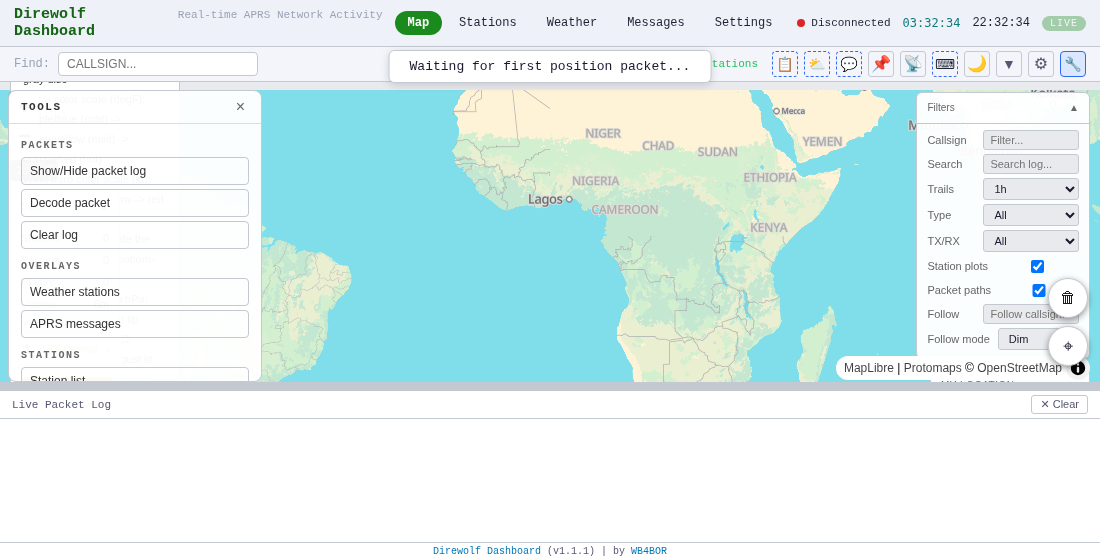 Direwolf Dashboard
Real-time APRS Network Activity
Map
Stations
Weather
Messages
Settings
Disconnected
03:32:34
22:32:34
LIVE
Find:
CALLSIGN...
Waiting for first position packet...
tations
TOOLS
×
PACKETS
Show/Hide packet log
Decode packet
Clear log
OVERLAYS
Weather stations
APRS messages
STATIONS
Station list
NIGER
CHAD
SUDAN
YEMEN
Mecca
NIGERIA
ETHIOPIA
Lagos
CAMEROON
KENYA
Filters
▲
Callsign
Filter...
Search
Search log...
Trails
1h
Type
All
TX/RX
All
Station plots
Packet paths
Follow
Follow callsign
Follow mode
Dim
MapLibre | Protomaps © OpenStreetMap
Live Packet Log
✕ Clear
Direwolf Dashboard (v1.1.1) | by WB4BOR